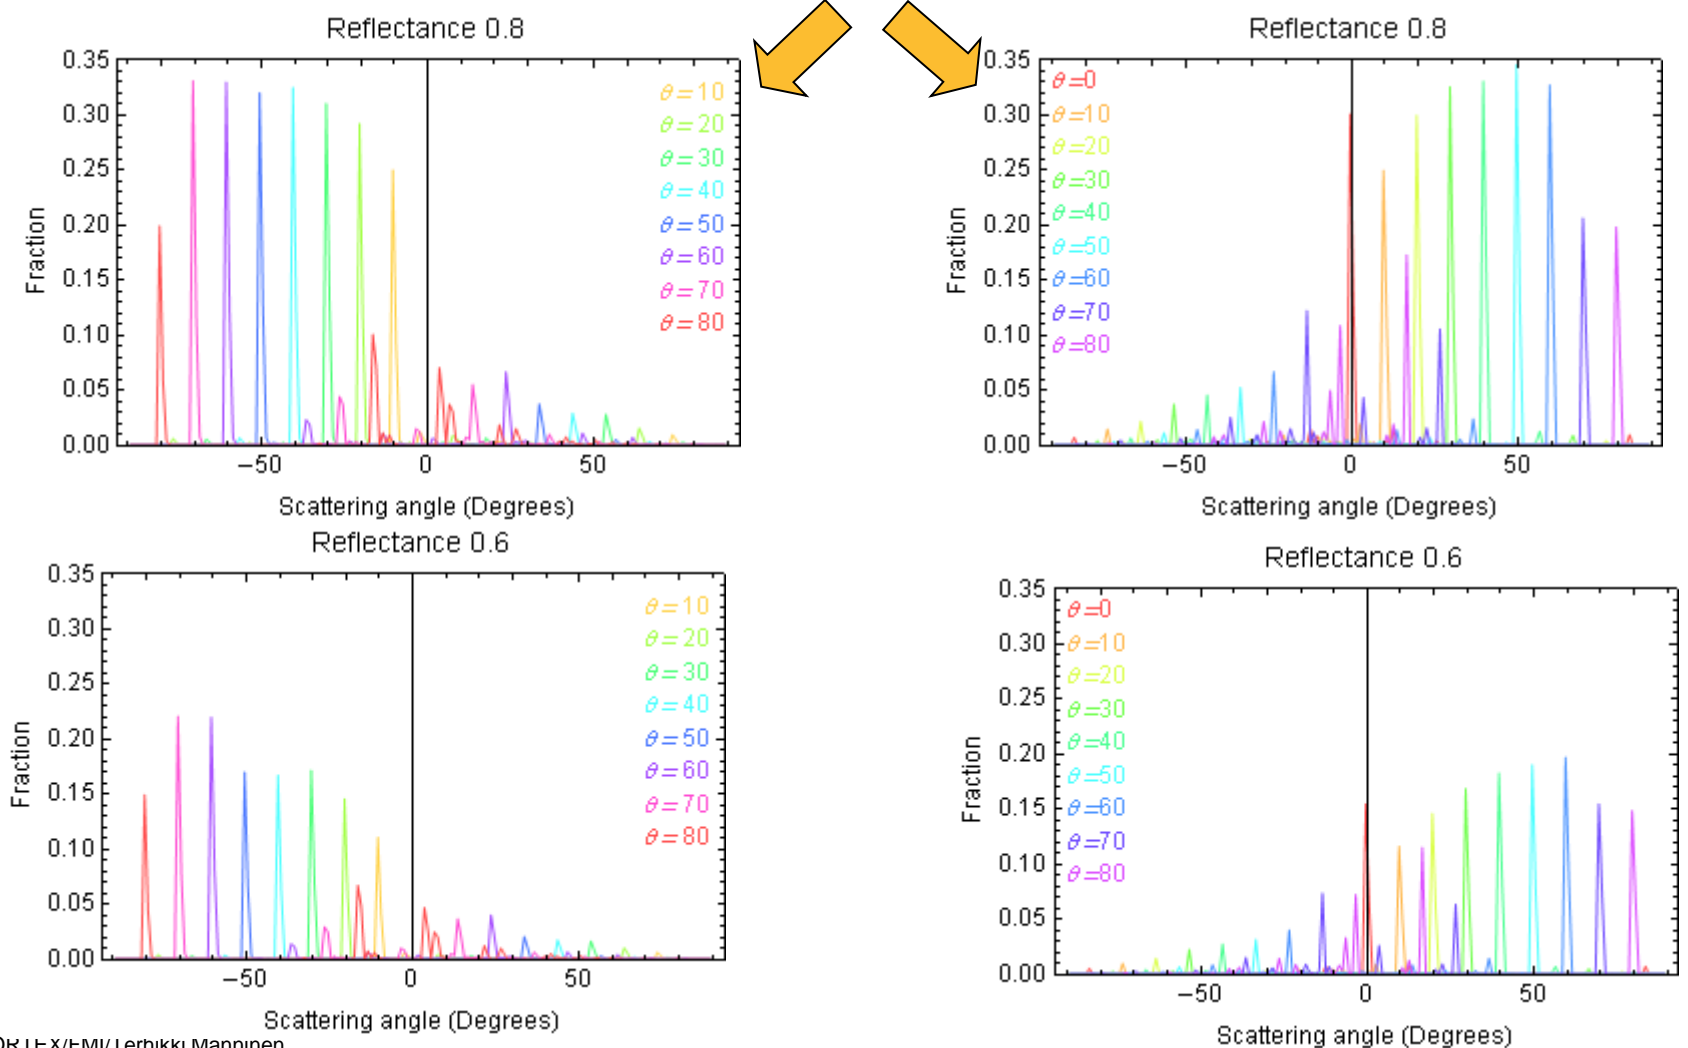 Reflectance 0.8
0.35
0.30
0.25
0.20
0.15
0.10
0.05
0.00
Fraction
−50
0
50
Scattering angle (Degrees)
θ=10
θ=20
θ=30
θ=40
θ=50
θ=60
θ=70
θ=80
Reflectance 0.8
0.35
0.30
0.25
0.20
0.15
0.10
0.05
0.00
Fraction
−50
0
50
Scattering angle (Degrees)
θ=0
θ=10
θ=20
θ=30
θ=40
θ=50
θ=60
θ=70
θ=80
Reflectance 0.6
0.35
0.30
0.25
0.20
0.15
0.10
0.05
0.00
Fraction
−50
0
50
Scattering angle (Degrees)
θ=10
θ=20
θ=30
θ=40
θ=50
θ=60
θ=70
θ=80
Reflectance 0.6
0.35
0.30
0.25
0.20
0.15
0.10
0.05
0.00
Fraction
−50
0
50
Scattering angle (Degrees)
θ=0
θ=10
θ=20
θ=30
θ=40
θ=50
θ=60
θ=70
θ=80
/FMI/Terhikki Manninen